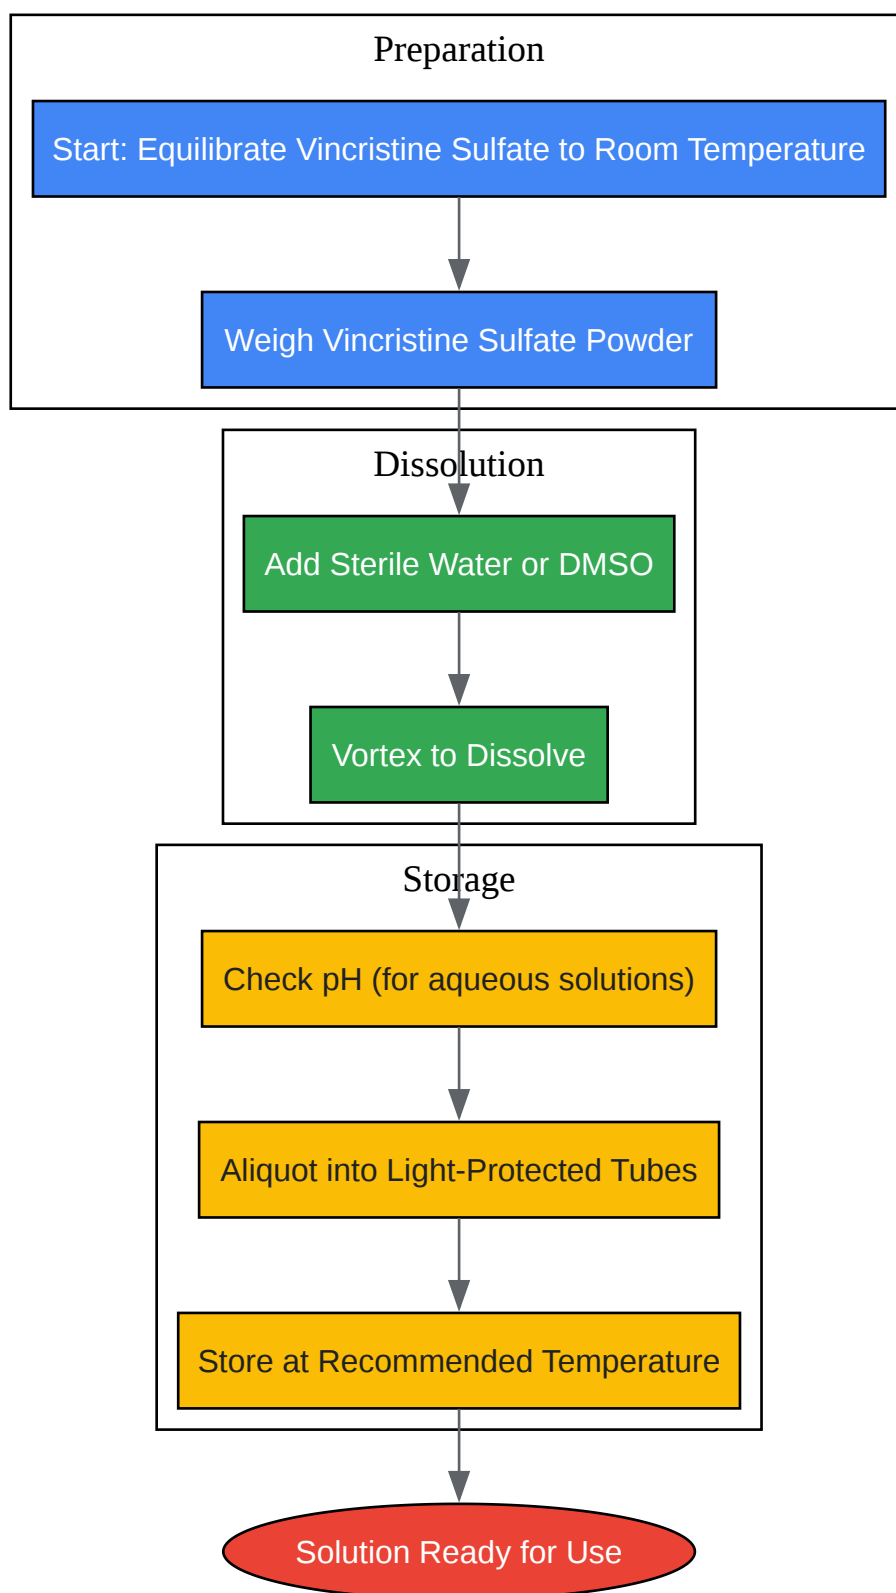 Preparation
Start: Equilibrate Vincristine Sulfate to Room Temperature
Weigh Vincristine Sulfate Powder
Dissolution
Add Sterile Water or DMSO
Vortex to Dissolve
Storage
Check pH (for aqueous solutions)
Aliquot into Light-Protected Tubes
Store at Recommended Temperature
Solution Ready for Use